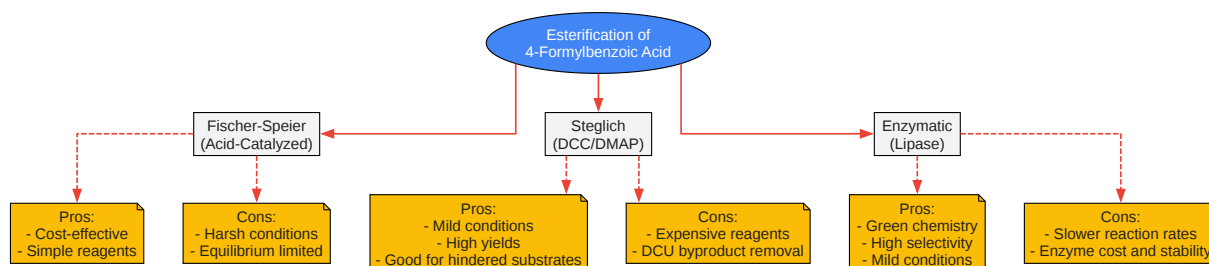 Esterification of
4-Formylbenzoic Acid
Fischer-Speier
(Acid-Catalyzed)
Steglich
(DCC/DMAP)
Enzymatic
(Lipase)
Pros:
- Cost-effective
- Simple reagents
Cons:
- Harsh conditions
- Equilibrium limited
Pros:
- Mild conditions
- High yields
- Good for hindered substrates
Cons:
- Expensive reagents
- DCU byproduct removal
Pros:
- Green chemistry
- High selectivity
- Mild conditions
Cons:
- Slower reaction rates
- Enzyme cost and stability